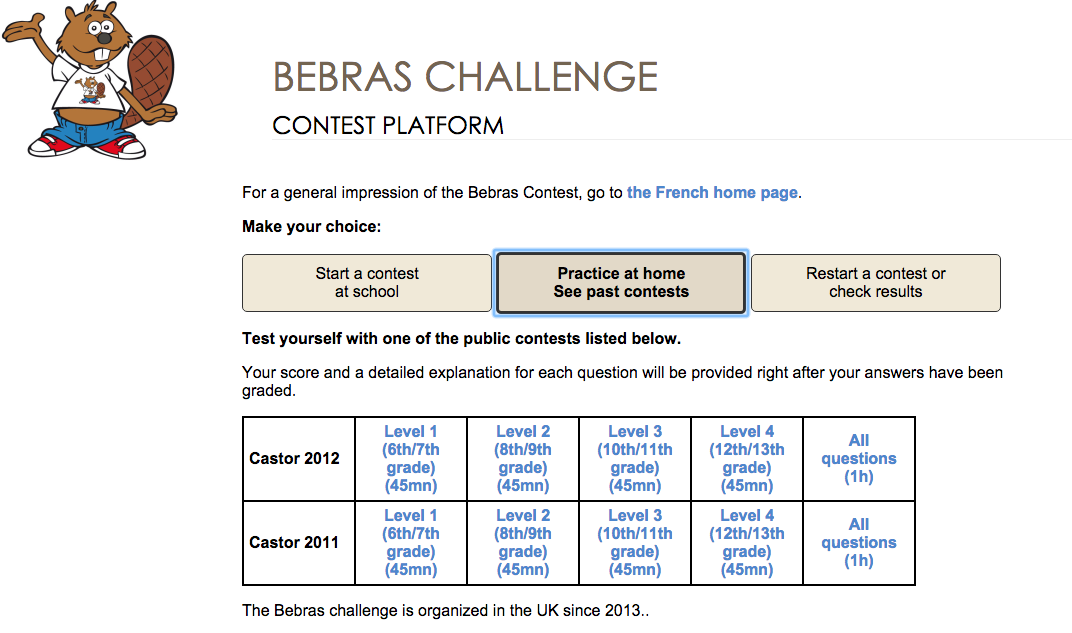 BEBRAS CHALLENGE
CONTEST PLATFORM
For a general impression of the Bebras Contest, go to the French home page.
Make your choice:
Start a contest
at school
Practice at home
See past contests
Restart a contest or
check results
Test yourself with one of the public contests listed below.
Your score and a detailed explanation for each question will be provided right after your answers have been
graded.
Castor 2012
Level 1
(6th/7th
grade)
(45mn)
Level 2
(8th/9th
grade)
(45mn)
Level 3
(10th/11th
grade)
(45mn)
Level 4
(12th/13th
grade)
(45mn)
All
questions
(1h)
Castor 2011
Level 1
(6th/7th
grade)
(45mn)
Level 2
(8th/9th
grade)
(45mn)
Level 3
(10th/11th
grade)
(45mn)
Level 4
(12th/13th
grade)
(45mn)
All
questions
(1h)
The Bebras challenge is organized in the UK since 2013..